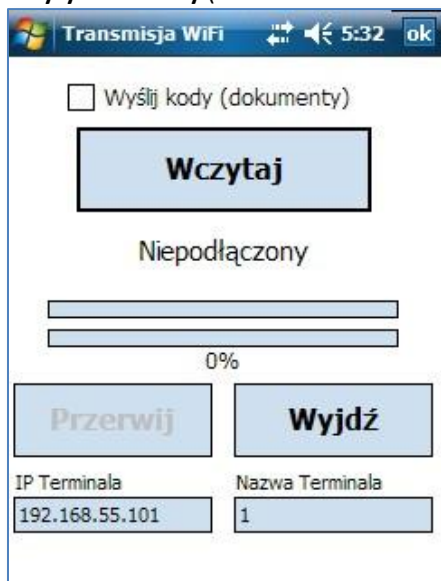 Transmisja WiFi 5:32 ok
Wyślij kody (dokumenty)
Wczytaj
Niepodłączony
0%
Przerwij Wyjdź
IP Terminala Nazwa Terminala
192.168.55.101 1